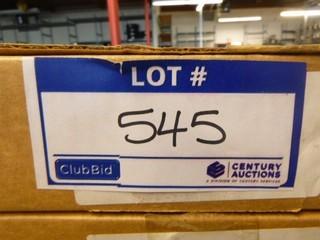 LOT #
545
ClubBid
CENTURY
AUCTIONS
A DIVISION OF CENTURY SERVICES